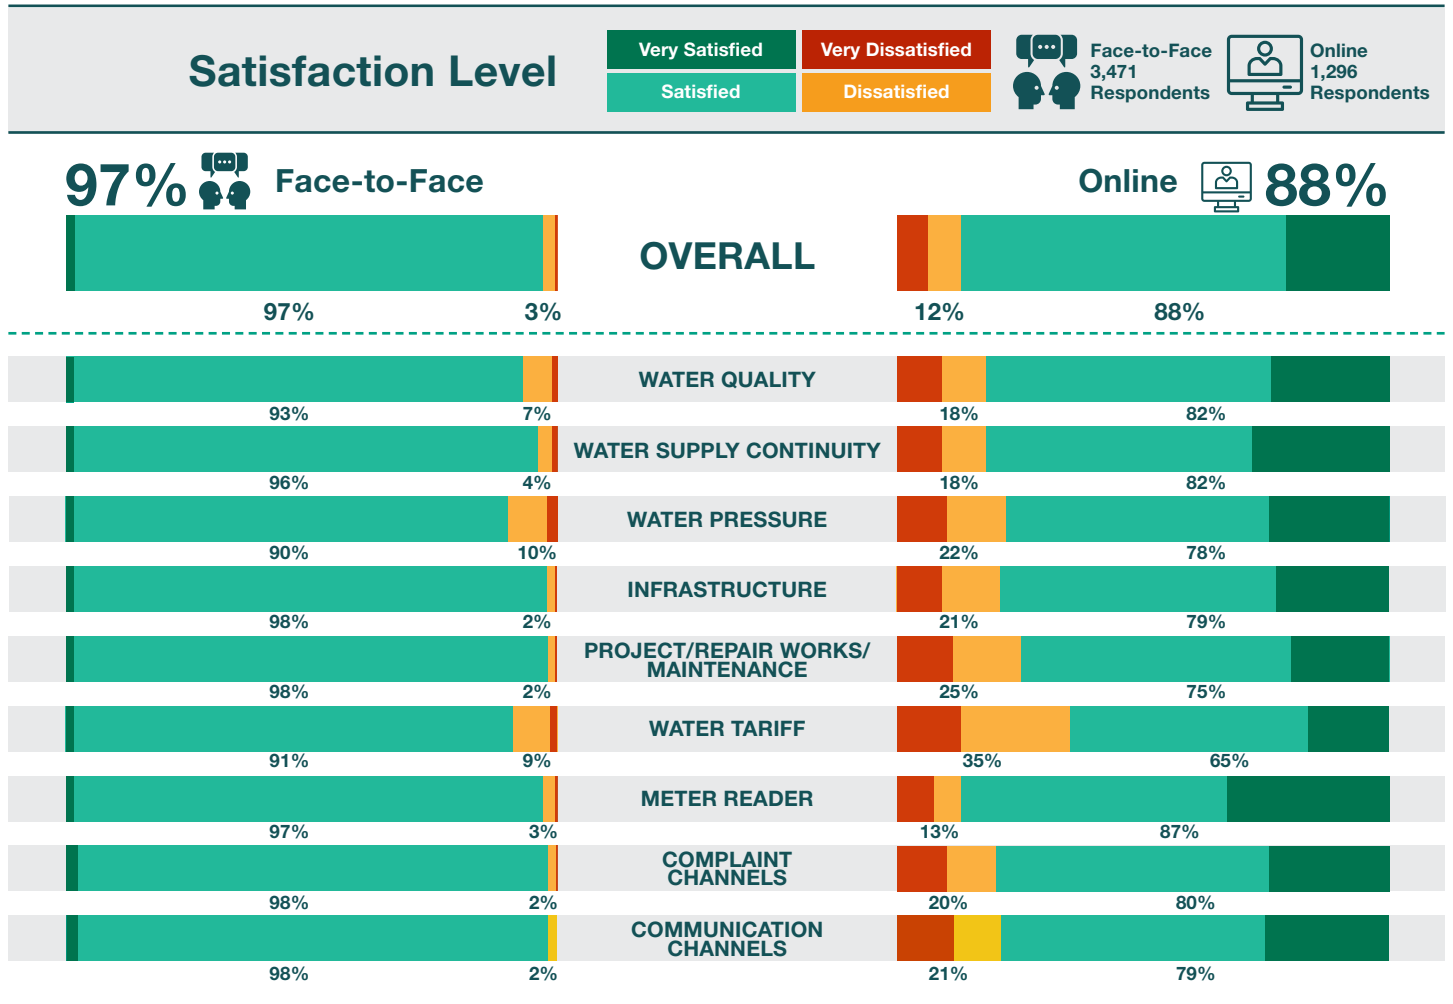 Satisfaction Level
Very Satisfied
Very Dissatisfied
Satisfied
Dissatisfied
Face-to-Face
3,471
Respondents
Online
1,296
Respondents
97%
Face-to-Face
Online
88%
OVERALL
97%
3%
12%
88%
WATER QUALITY
93%
7%
18%
82%
WATER SUPPLY CONTINUITY
96%
4%
18%
82%
WATER PRESSURE
90%
10%
22%
78%
INFRASTRUCTURE
98%
2%
21%
79%
PROJECT/REPAIR WORKS/
MAINTENANCE
98%
2%
25%
75%
WATER TARIFF
91%
9%
35%
65%
METER READER
97%
3%
13%
87%
COMPLAINT
CHANNELS
98%
2%
20%
80%
COMMUNICATION
CHANNELS
98%
2%
21%
79%